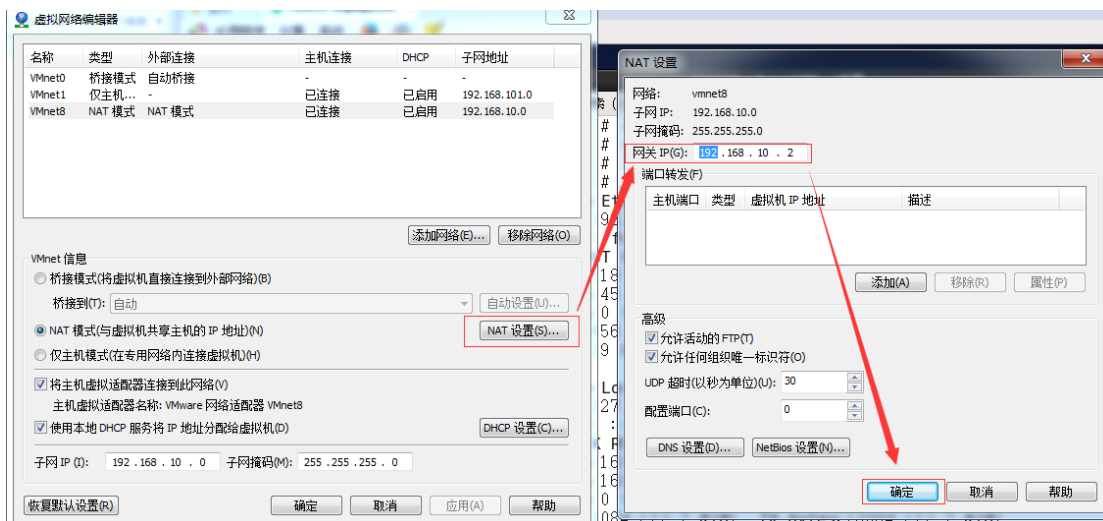 虚拟网络编辑器
名称 类型 外部连接 主机连接 DHCP 子网地址
VMnet0 桥接模式 自动桥接 - - -
VMnet1 仅主机... - 已连接 已启用 192.168.101.0
VMnet8 NAT 模式 NAT 模式 已连接 已启用 192.168.10.0
添加网络(E)... 移除网络(O)
VMnet 信息
桥接模式(将虚拟机直接连接到外部网络)(B)
桥接到(T): 自动 自动设置(U)...
NAT 模式(与虚拟机共享主机的 IP 地址)(N) NAT 设置(S)...
仅主机模式(在专用网络内连接虚拟机)(H)
将主机虚拟适配器连接到此网络(V)
主机虚拟适配器名称: VMware 网络适配器 VMnet8
使用本地 DHCP 服务将 IP 地址分配给虚拟机(D) DHCP 设置(C)...
子网 IP (I): 192 . 168 . 10 . 0 子网掩码(M): 255 . 255 . 255 . 0
恢复默认设置(R) 确定 取消 应用(A) 帮助
NAT 设置
网络: vmnet8
子网 IP: 192.168.10.0
子网掩码: 255.255.255.0
网关 IP(G): 192 . 168 . 10 . 2
端口转发(F)
主机端口 类型 虚拟机 IP 地址 描述
添加(A) 移除(R) 属性(P)
高级
允许活动的 FTP(T)
允许任何组织唯一标识符(O)
UDP 超时(以秒为单位)(U): 30
配置端口(C): 0
DNS 设置(D)... NetBios 设置(N)...
确定 取消 帮助